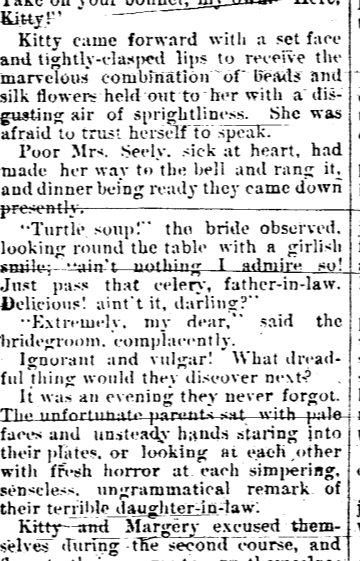 Take off your bonnet, my own. Here,
Kitty!"
Kitty came forward with a set face
and tightly-clasped lips to receive the
marvelous combination of beads and
silk flowers held out to her with a dis-
gusting air of sprightliness. She was
afraid to trust herself to speak.
Poor Mrs. Seely, sick at heart, had
made her way to the bell and rang it,
and dinner being ready they came down
presently.
"Turtle soup!" the bride observed,
looking round the table with a girlish
smile; "ain't nothing I admire so!
Just pass that celery, father-in-law.
Delicious! aint't it, darling?"
"Extremely, my dear," said the
bridegroom, complacently.
Ignorant and vulgar! What dread-
ful thing would they discover next?
It was an evening they never forgot.
The unfortunate parents sat with pale
faces and unsteady hands staring into
their plates, or looking at each other
with fresh horror at each simpering,
senseless, ungrammatical remark of
their terrible daughter-in-law.
Kitty and Margery excused them-
selves during the second course, and